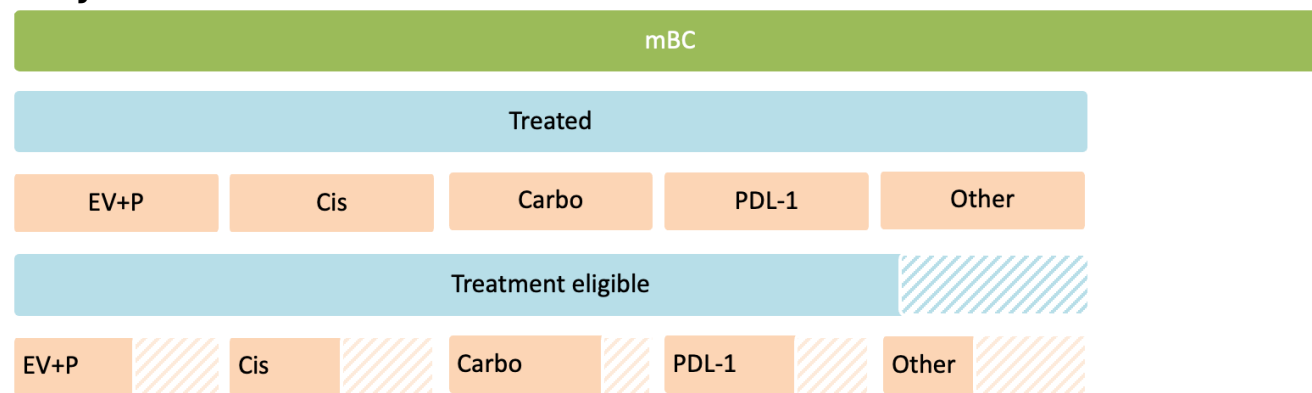 mBC
Treated
EV+P Cis Carbo PDL-1 Other
Treatment eligible
EV+P Cis Carbo PDL-1 Other